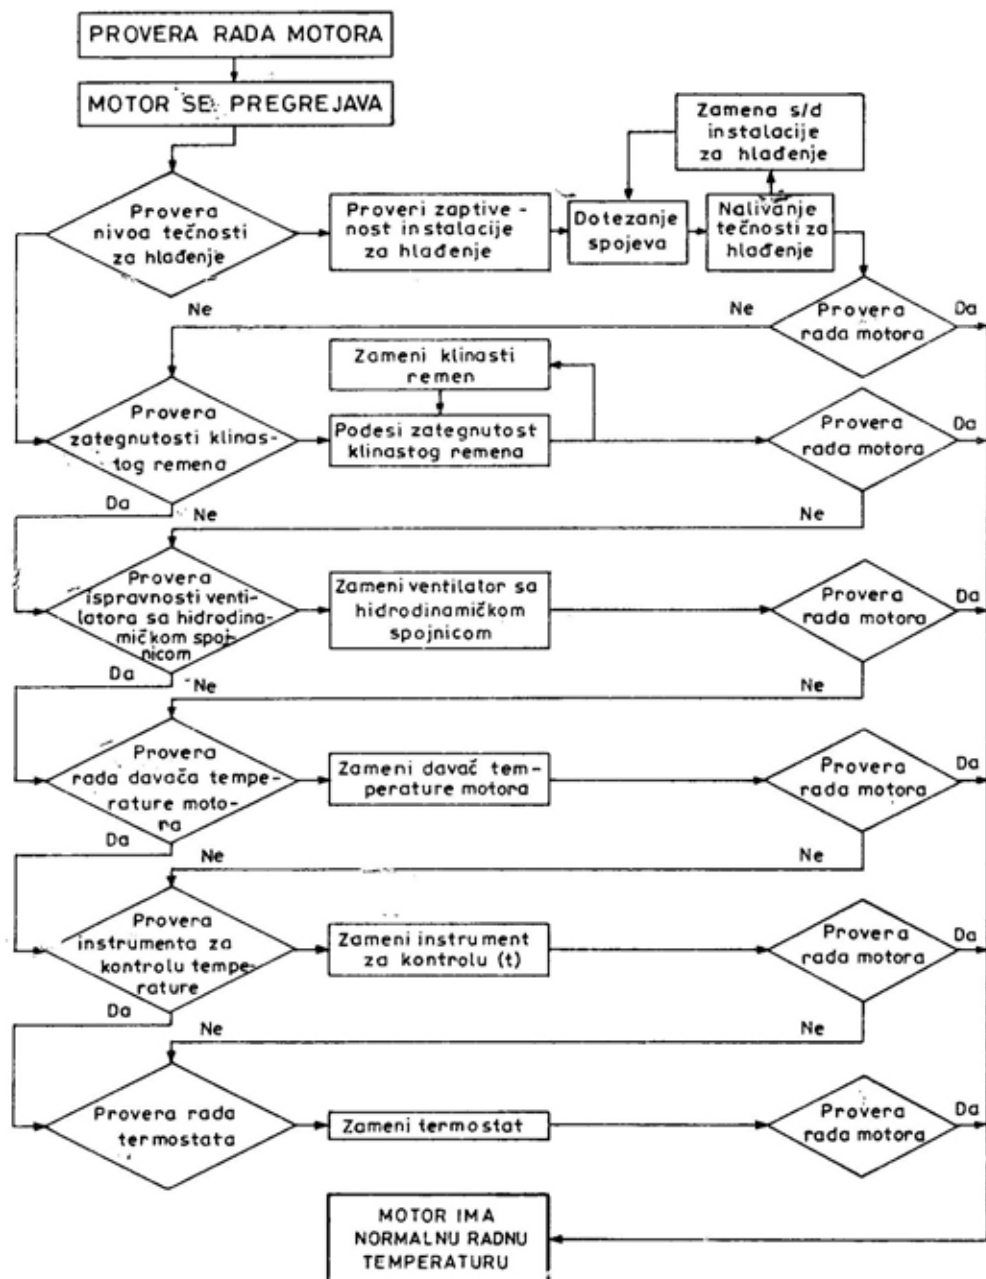 PROVERA RADA MOTORA
MOTOR SE PREGREJAVA
Zamena s/d
instalacije
za hlađenje
Provera
nivoa tečnosti
za hlađenje
Proveri zaptive-
nost instalacije
za hlađenje
Dotezanje
spojeva
Nalivanje
tečnosti za
hlađenje
Ne
Ne
Provera
rada motora
Da
Zameni klinasti
remen
Provera
zategnutosti klinas-
tog remena
Podesi zategnutost
klinastog remena
Provera
rada motora
Da
Da
Ne
Ne
Provera
ispravnosti venti-
latora sa hidrodina-
mičkom spoj-
nicom
Zameni ventilator sa
hidrodinamičkom
spojnicom
Provera
rada motora
Da
Da
Ne
Ne
Provera
rada davača tempe-
rature moto-
ra
Zameni davač tem-
perature motora
Provera
rada motora
Da
Da
Ne
Ne
Provera
instrumenta za
kontrolu tempe-
rature
Zameni instrument
za kontrolu (t)
Provera
rada motora
Da
Da
Ne
Ne
Provera rada
termostata
Zameni termostat
Provera
rada motora
Da
MOTOR IMA
NORMALNU RADNU
TEMPERATURU